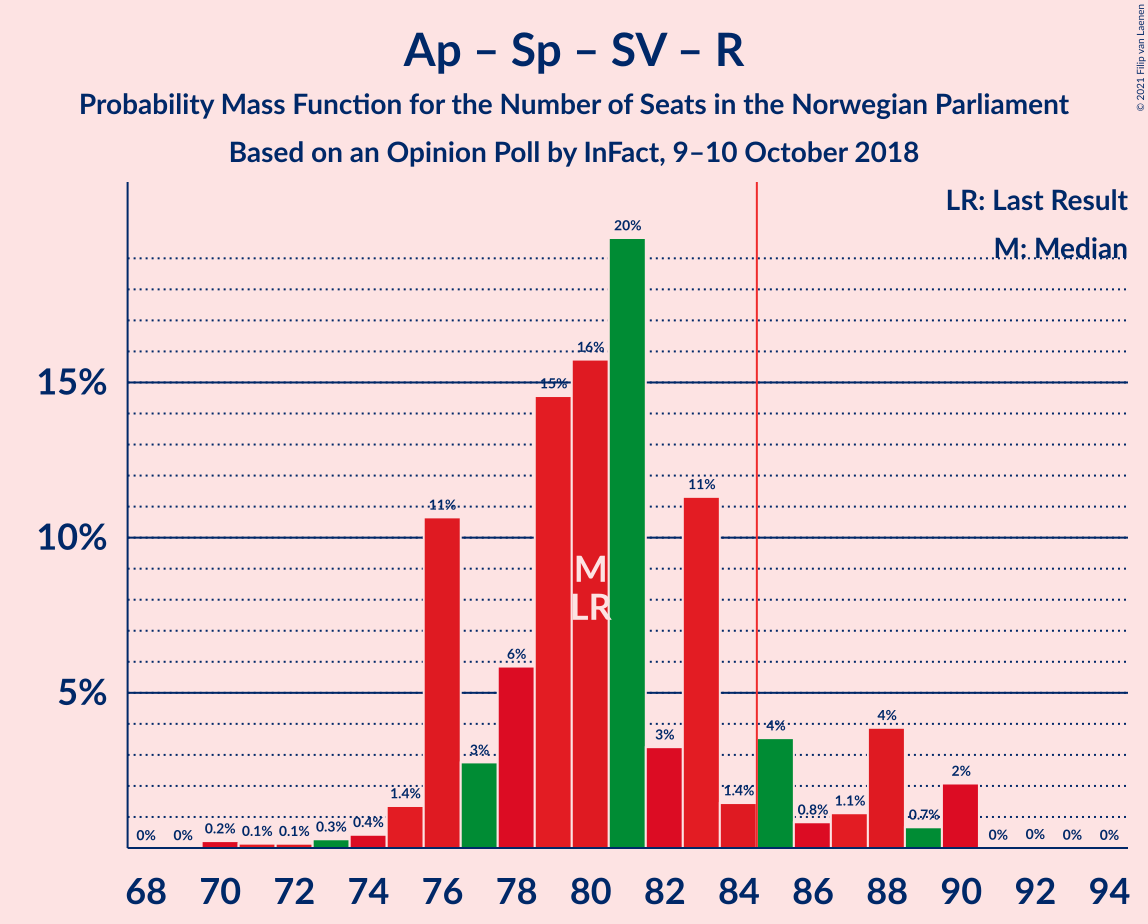 Ap – Sp – SV – R
Probability Mass Function for the Number of Seats in the Norwegian Parliament
Based on an Opinion Poll by InFact, 9–10 October 2018
© 2021 Filip van Laenen
LR: Last Result
M: Median
15%
10%
5%
0% 0% 0.2% 0.1% 0.1% 0.3% 0.4% 1.4% 11% 3% 6% 15% 16% 20% 3% 11% 1.4% 4% 0.8% 1.1% 4% 0.7% 2% 0% 0% 0% 0%
M
LR
68 70 72 74 76 78 80 82 84 86 88 90 92 94